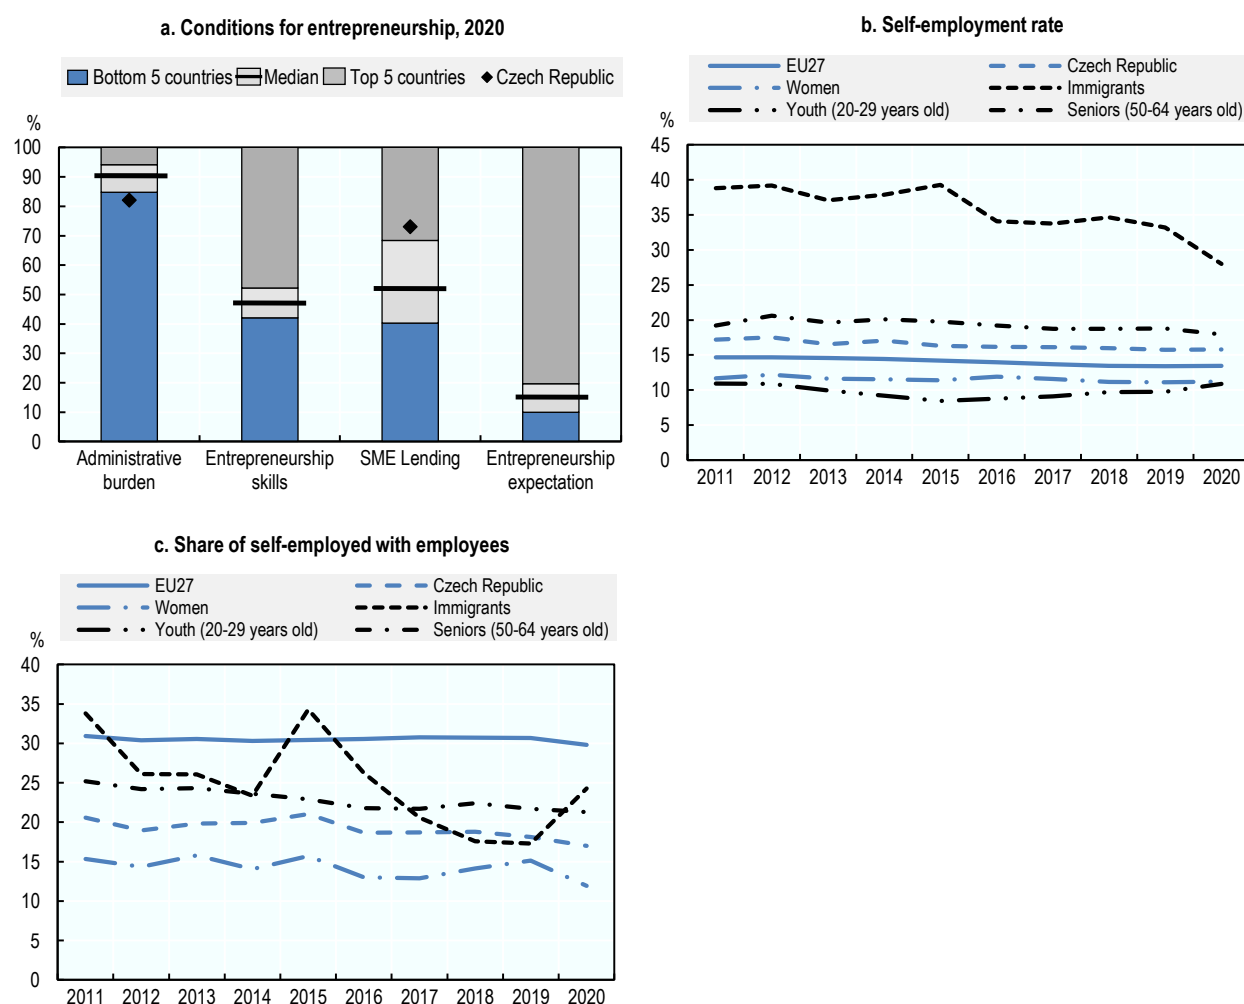 a. Conditions for entrepreneurship, 2020
Bottom 5 countries Median Top 5 countries Czech Republic
%
100
90
80
70
60
50
40
30
20
10
0
Administrative burden
Entrepreneurship skills
SME Lending
Entrepreneurship expectation
b. Self-employment rate
EU27 Czech Republic
Women Immigrants
Youth (20-29 years old) Seniors (50-64 years old)
%
45
40
35
30
25
20
15
10
5
0
2011 2012 2013 2014 2015 2016 2017 2018 2019 2020
c. Share of self-employed with employees
EU27 Czech Republic
Women Immigrants
Youth (20-29 years old) Seniors (50-64 years old)
%
40
35
30
25
20
15
10
5
0
2011 2012 2013 2014 2015 2016 2017 2018 2019 2020